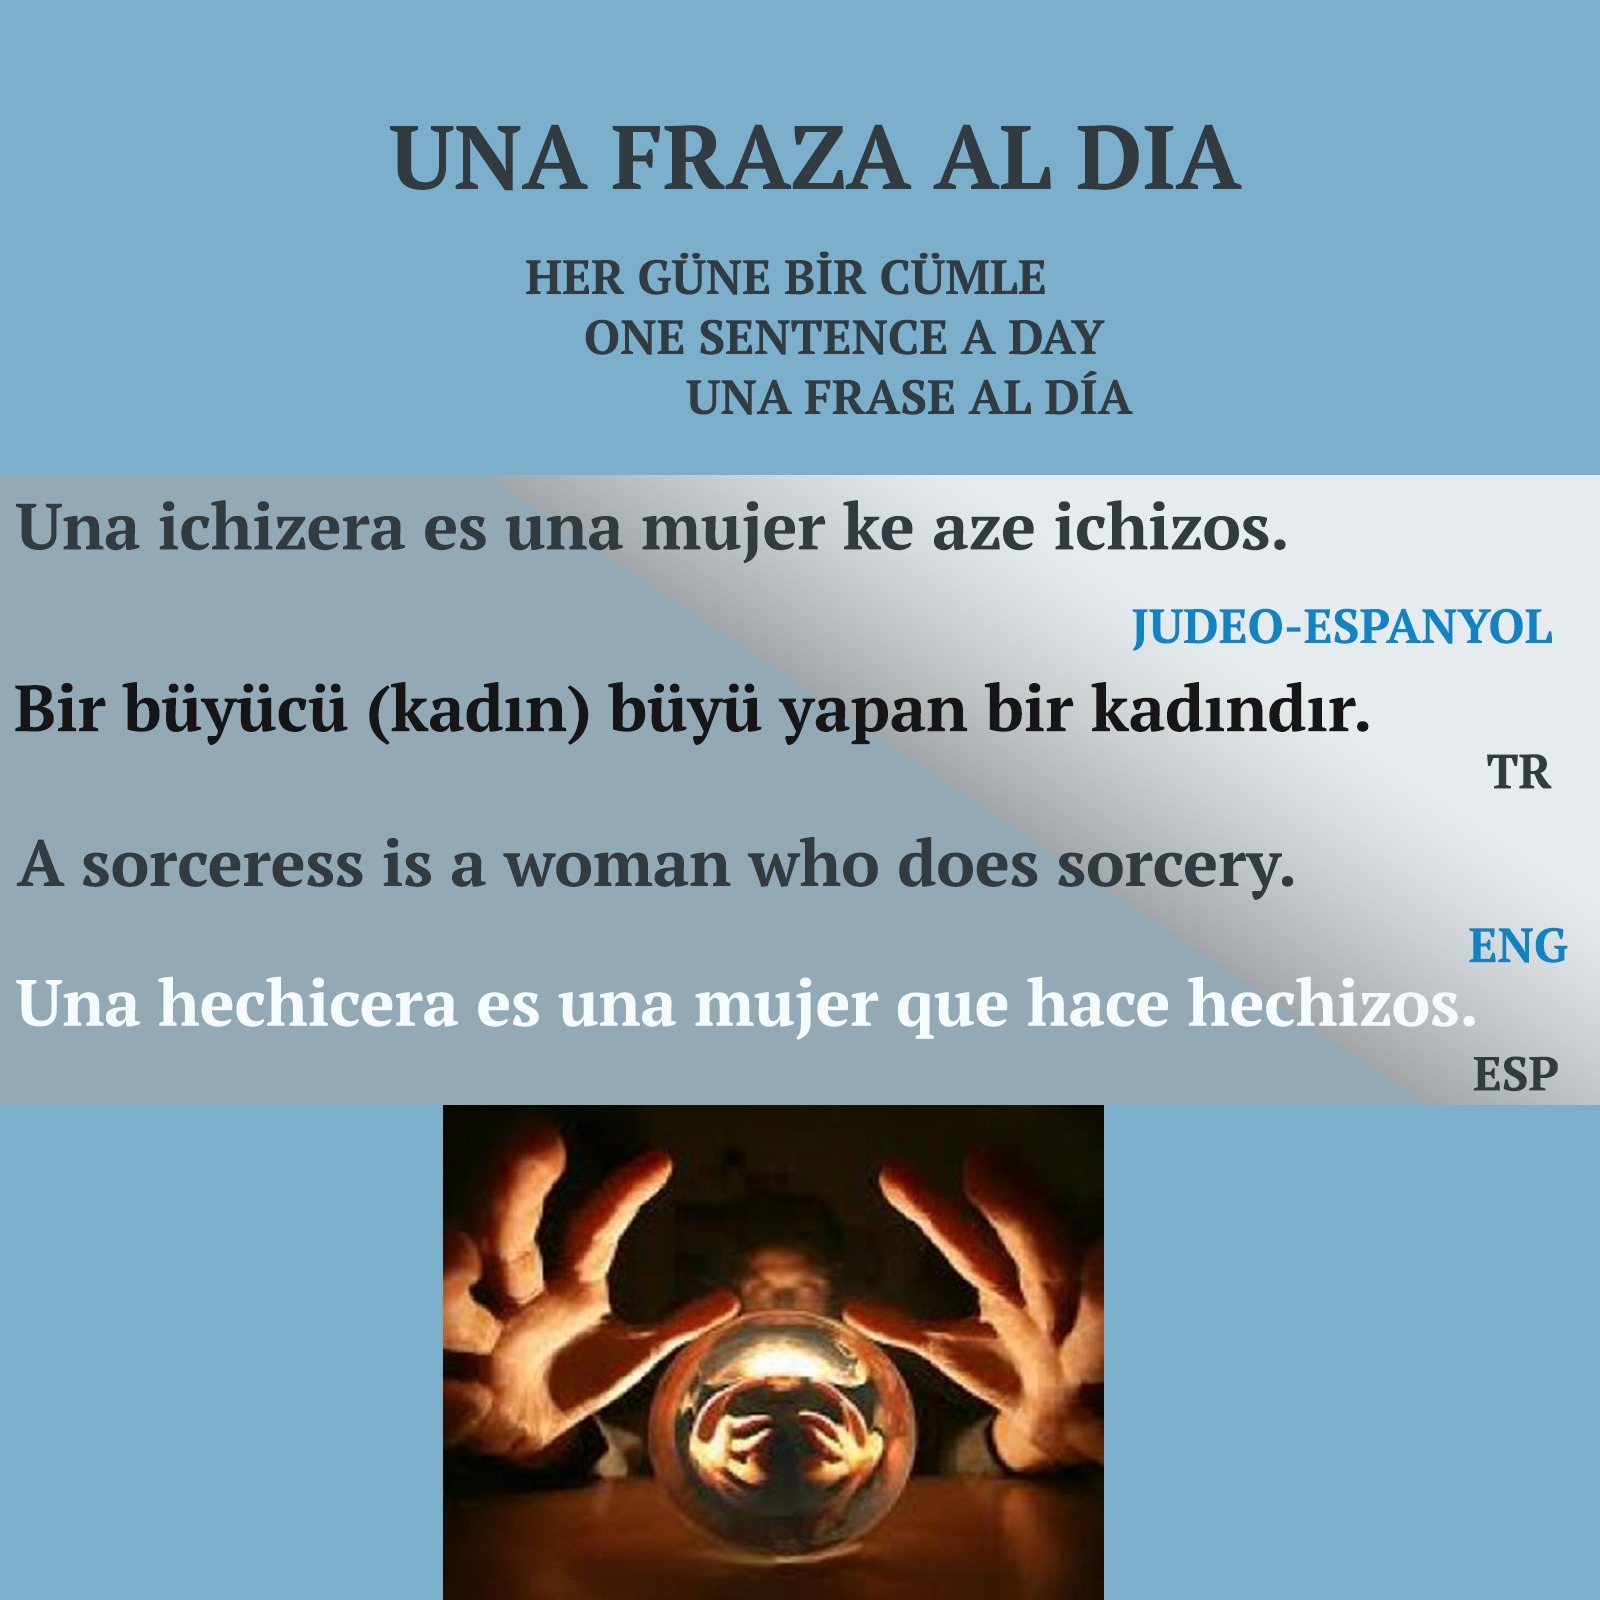 UNA FRAZA AL DIA
HER GÜNE BİR CÜMLE
ONE SENTENCE A DAY
UNA FRASE AL DÍA
Una ichizera es una mujer ke aze ichizos.
JUDEO-ESPANYOL
Bir büyücü (kadın) büyü yapan bir kadındır.
TR
A sorceress is a woman who does sorcery.
ENG
Una hechicera es una mujer que hace hechizos.
ESP